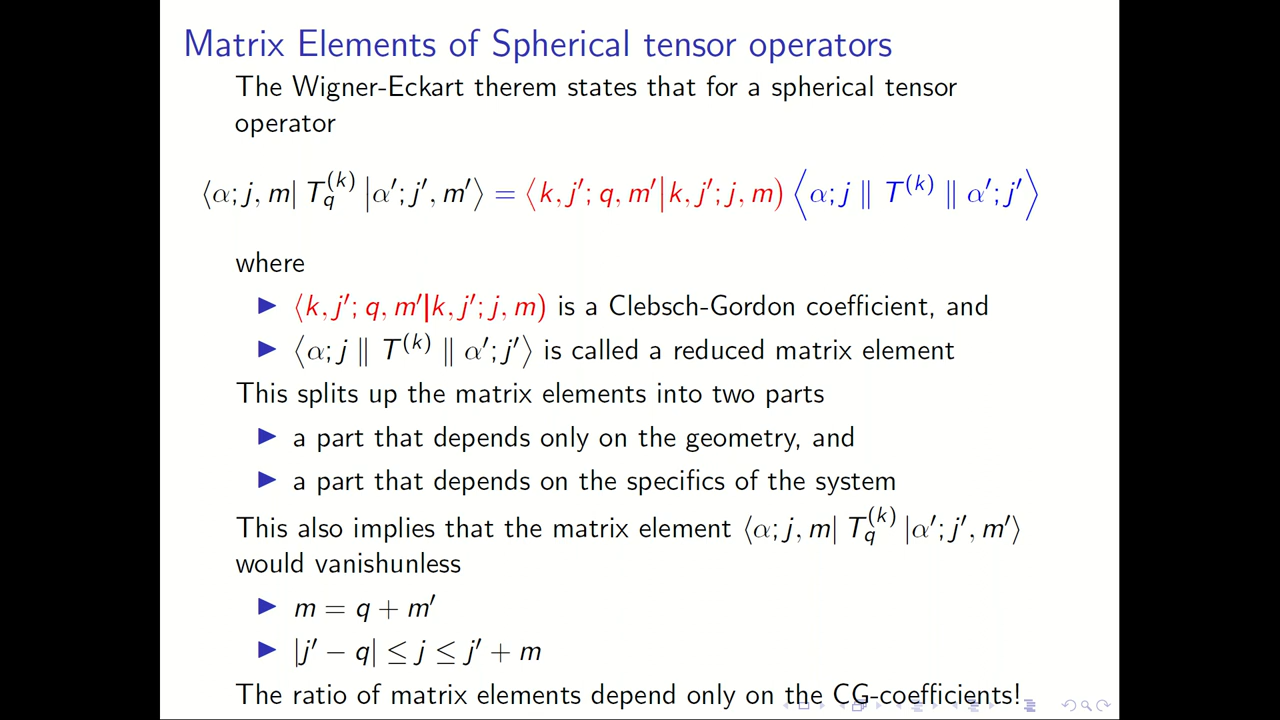 Matrix Elements of Spherical tensor operators
The Wigner-Eckart therem states that for a spherical tensor
operator
⟨α; j, m| T_q^(k) |α′; j′, m′⟩ = ⟨k, j′; q, m′|k, j′; j, m) ⟨α; j ∥ T^(k) ∥ α′; j′⟩
where
▶ ⟨k, j′; q, m′|k, j′; j, m) is a Clebsch-Gordon coefficient, and
▶ ⟨α; j ∥ T^(k) ∥ α′; j′⟩ is called a reduced matrix element
This splits up the matrix elements into two parts
▶ a part that depends only on the geometry, and
▶ a part that depends on the specifics of the system
This also implies that the matrix element ⟨α; j, m| T_q^(k) |α′; j′, m′⟩
would vanishunless
▶ m = q + m′
▶ |j′ − q| ≤ j ≤ j′ + m
The ratio of matrix elements depend only on the CG-coefficients!